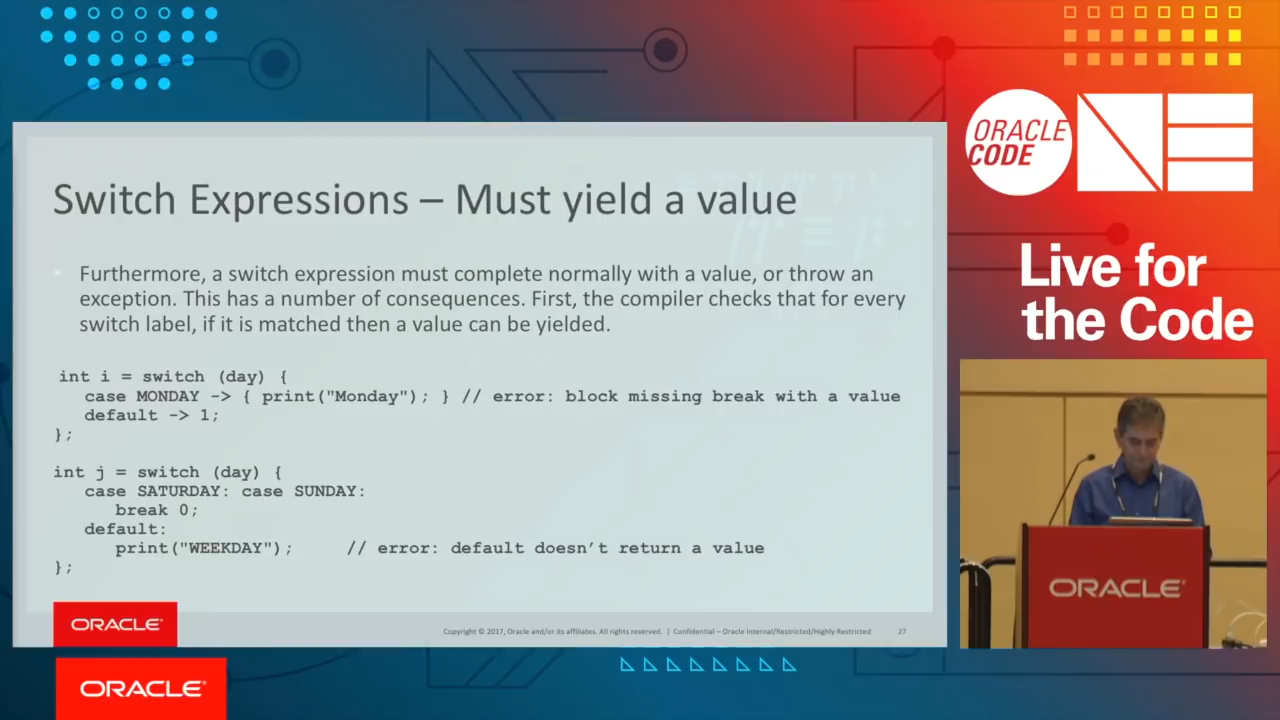 Switch Expressions – Must yield a value
Furthermore, a switch expression must complete normally with a value, or throw an
exception. This has a number of consequences. First, the compiler checks that for every
switch label, if it is matched then a value can be yielded.
int i = switch (day) {
case MONDAY -> { print("Monday"); } // error: block missing break with a value
default -> 1;
};
int j = switch (day) {
case SATURDAY: case SUNDAY:
break 0;
default:
print("WEEKDAY"); // error: default doesn't return a value
};
ORACLE
Copyright © 2017, Oracle and/or its affiliates. All rights reserved. | Confidential – Oracle Internal/Restricted/Highly Restricted 27
ORACLE
ORACLE
CODE
ONE
Live for
the Code
ORACLE